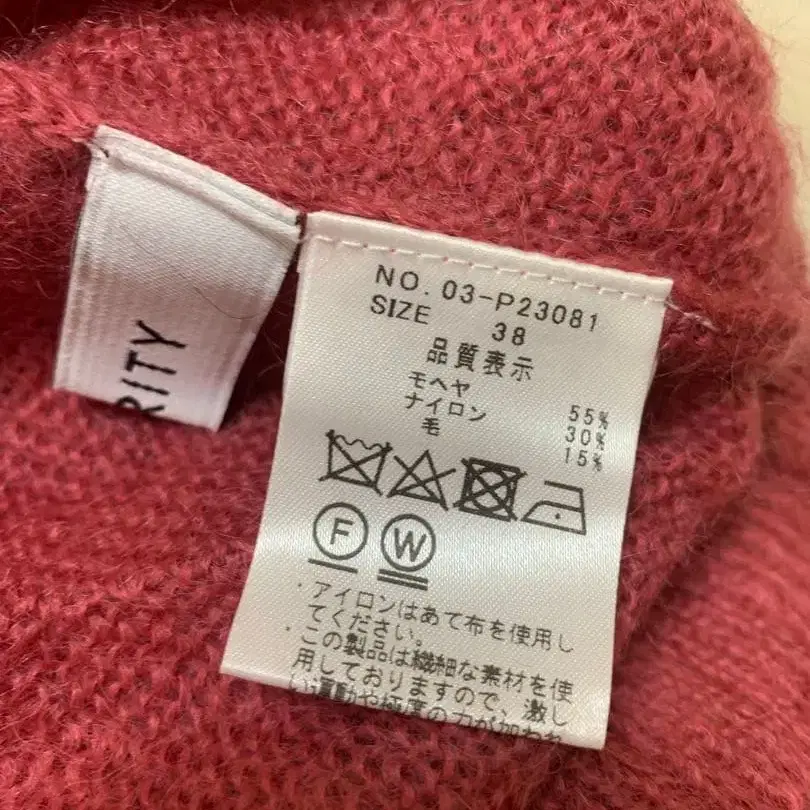 RITY
NO. 03-P23081
SIZE 38
品質表示
モヘヤ 55%
ナイロン 30%
毛 15%
F W
・アイロンはあて布を使用し
てください。
・この製品は繊細な素材を使
用しておりますので、激し
い運動や極度の力が加われ